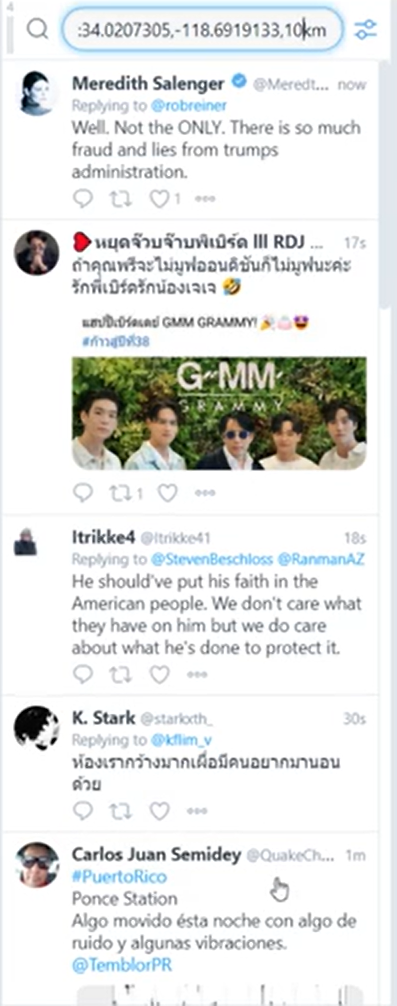 4
:34.0207305,-118.6919133,10km
Meredith Salenger @Meredt... now
Replying to @robreiner
Well. Not the ONLY. There is so much
fraud and lies from trumps
administration.
1
หยุดจ๊วบจ๊าบพิเบิร์ด lll RDJ ... 17s
ถ้าคุณพรีจะไม่มูฟออนดิชั้นก็ไม่มูฟนะค่ะ
รักพี่เบิร์ดรักน้องเจเจ 🤣
แฮปปี้เบิร์ดเดย์ GMM GRAMMY! 🎉🎂😍
#ก้าวสู่ปีที่38
G"MM'
GRAMMY
1
Itrikke4 @Itrikke41 18s
Replying to @StevenBeschloss @RanmanAZ
He should've put his faith in the
American people. We don't care what
they have on him but we do care
about what he's done to protect it.
K. Stark @starkxth_ 30s
Replying to @kflim_v
ห้องเรากว้างมากเผื่อมีคนอยากมานอน
ด้วย
Carlos Juan Semidey @QuakeCh... 1m
#PuertoRico
Ponce Station
Algo movido ésta noche con algo de
ruido y algunas vibraciones.
@TemblorPR